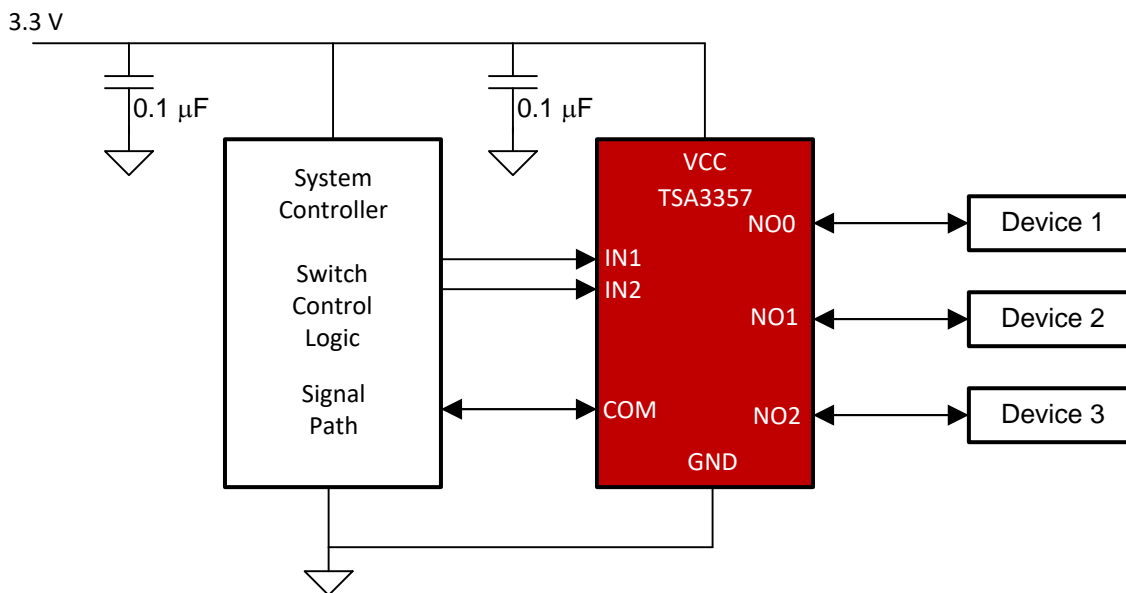 3.3 V
0.1 μF
0.1 μF
System
Controller
Switch
Control
Logic
Signal
Path
VCC
TSA3357
NO0
IN1
IN2
NO1
COM
NO2
GND
Device 1
Device 2
Device 3